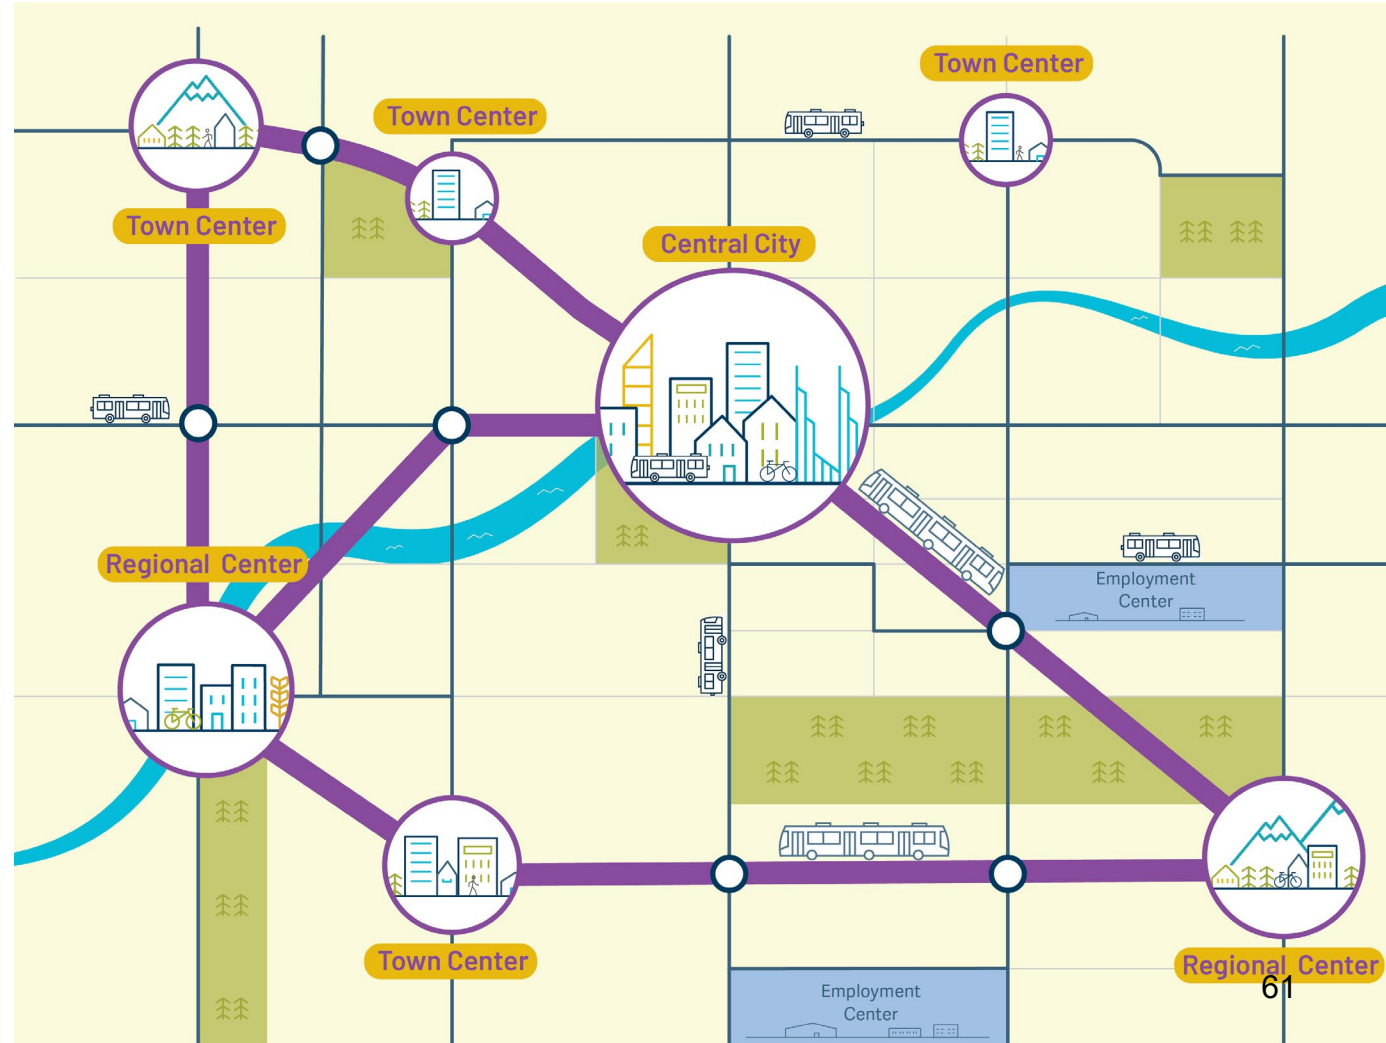 Town Center
Town Center
Town Center
Central City
Regional Center
Employment
Center
Town Center
Regional Center
61
Employment
Center